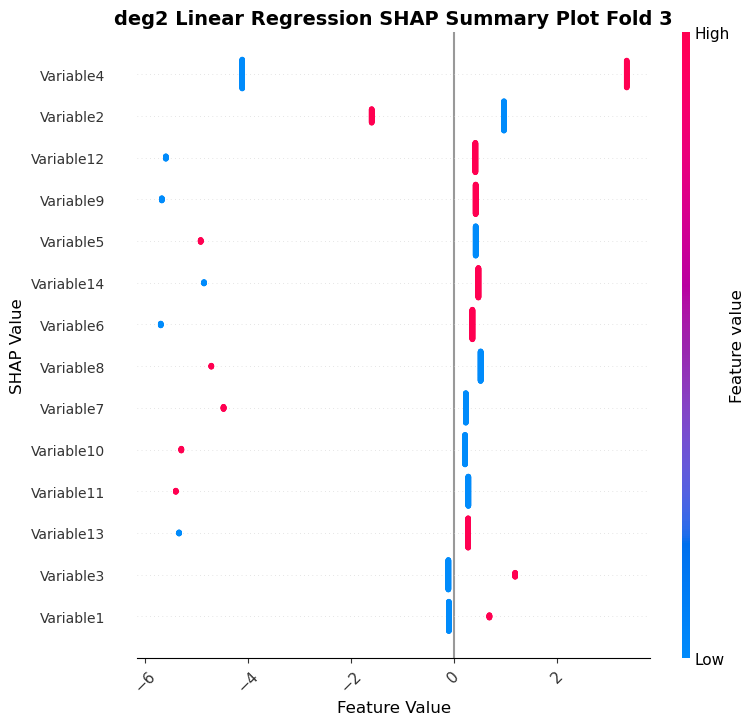 deg2 Linear Regression SHAP Summary Plot Fold 3
High
Variable4
Variable2
Variable12
Variable9
Variable5
Variable14
Variable6
Variable8
Variable7
Variable10
Variable11
Variable13
Variable3
Variable1
SHAP Value
Feature value
Low
−6
−4
−2
0
2
Feature Value